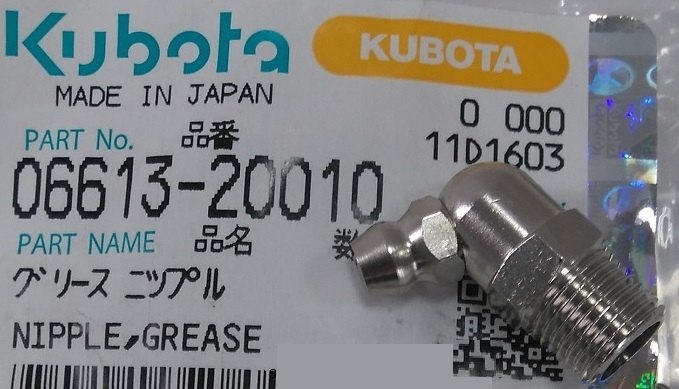 Kubota KUBOTA
MADE IN JAPAN
0 000
PART No. 品番
11D1603
06613-20010
PART NAME 品名 数
グリース ニツプル
NIPPLE,GREASE